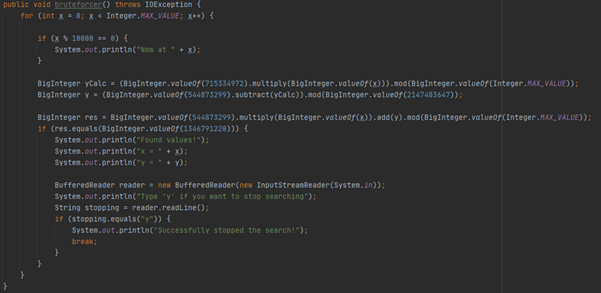 public void bruteforcer() throws IOException {
for (int x = 0; x < Integer.MAX_VALUE; x++) {
if (x % 10000 == 0) {
System.out.println("Now at " + x);
}
BigInteger yCalc = (BigInteger.valueOf(715334972).multiply(BigInteger.valueOf(x))).mod(BigInteger.valueOf(Integer.MAX_VALUE));
BigInteger y = (BigInteger.valueOf(544873299).subtract(yCalc)).mod(BigInteger.valueOf(2147483647));
BigInteger res = BigInteger.valueOf(544873299).multiply(BigInteger.valueOf(x)).add(y).mod(BigInteger.valueOf(Integer.MAX_VALUE));
if (res.equals(BigInteger.valueOf(1346791228))) {
System.out.println("Found values!");
System.out.println("x = " + x);
System.out.println("y = " + y);
BufferedReader reader = new BufferedReader(new InputStreamReader(System.in));
System.out.println("Type 'y' if you want to stop searching");
String stopping = reader.readLine();
if (stopping.equals("y")) {
System.out.println("Successfully stopped the search!");
break;
}
}
}
}